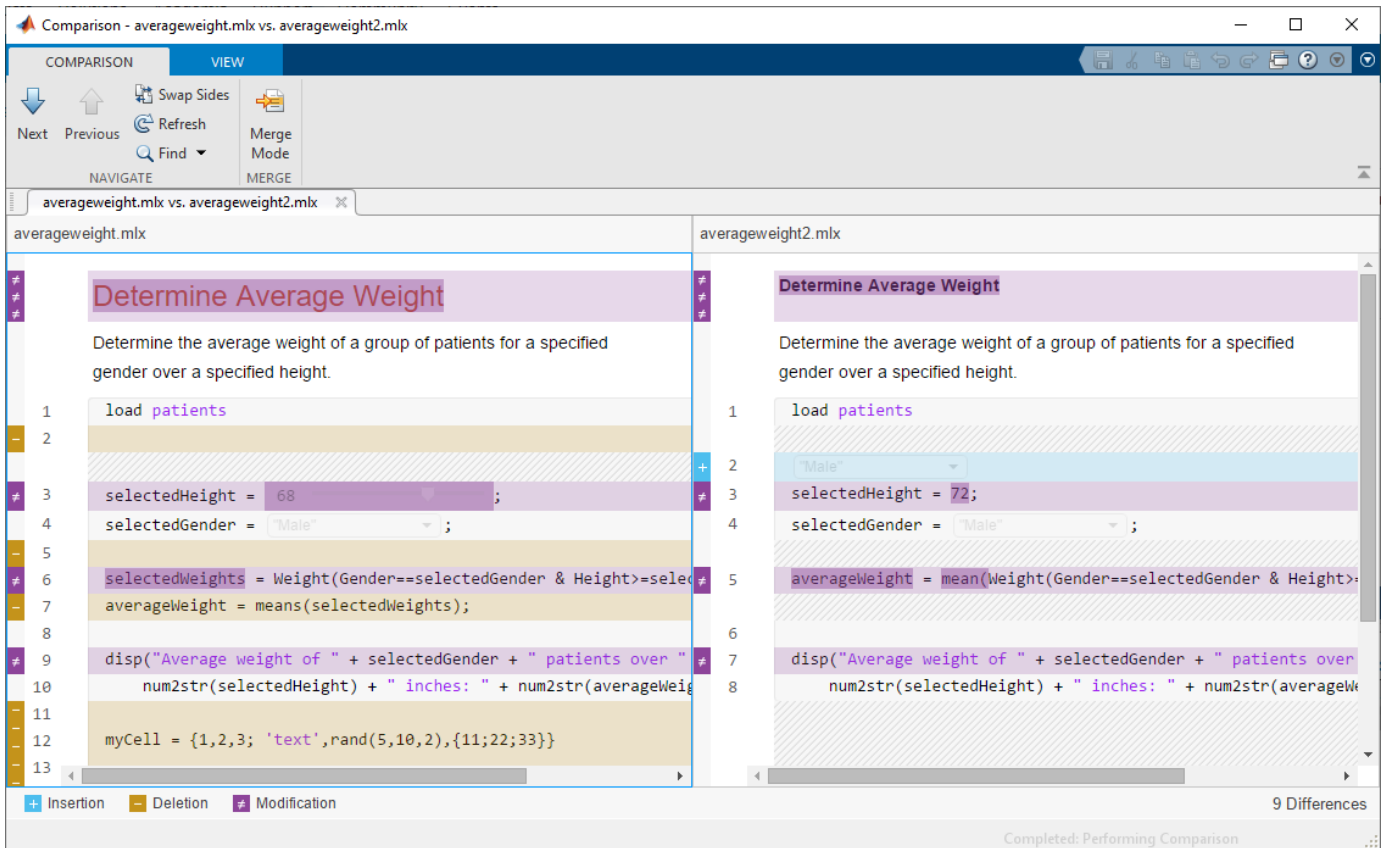 Comparison - averageweight.mlx vs. averageweight2.mlx
COMPARISON VIEW
Next Previous Swap Sides Refresh Find Merge Mode
NAVIGATE MERGE
averageweight.mlx vs. averageweight2.mlx
averageweight.mlx
Determine Average Weight
Determine the average weight of a group of patients for a specified
gender over a specified height.
1 load patients
2
3 selectedHeight = 68 ;
4 selectedGender = "Male" ;
5
6 selectedWeights = Weight(Gender==selectedGender & Height>=selec
7 averageWeight = means(selectedWeights);
8
9 disp("Average weight of " + selectedGender + " patients over "
10 num2str(selectedHeight) + " inches: " + num2str(averageWeig
11
12 myCell = {1,2,3; 'text',rand(5,10,2),{11;22;33}}
13
averageweight2.mlx
Determine Average Weight
Determine the average weight of a group of patients for a specified
gender over a specified height.
1 load patients
2 "Male"
3 selectedHeight = 72;
4 selectedGender = "Male" ;
5 averageWeight = mean(Weight(Gender==selectedGender & Height>=
6
7 disp("Average weight of " + selectedGender + " patients over
8 num2str(selectedHeight) + " inches: " + num2str(averageWe
+ Insertion − Deletion ≠ Modification
9 Differences
Completed: Performing Comparison